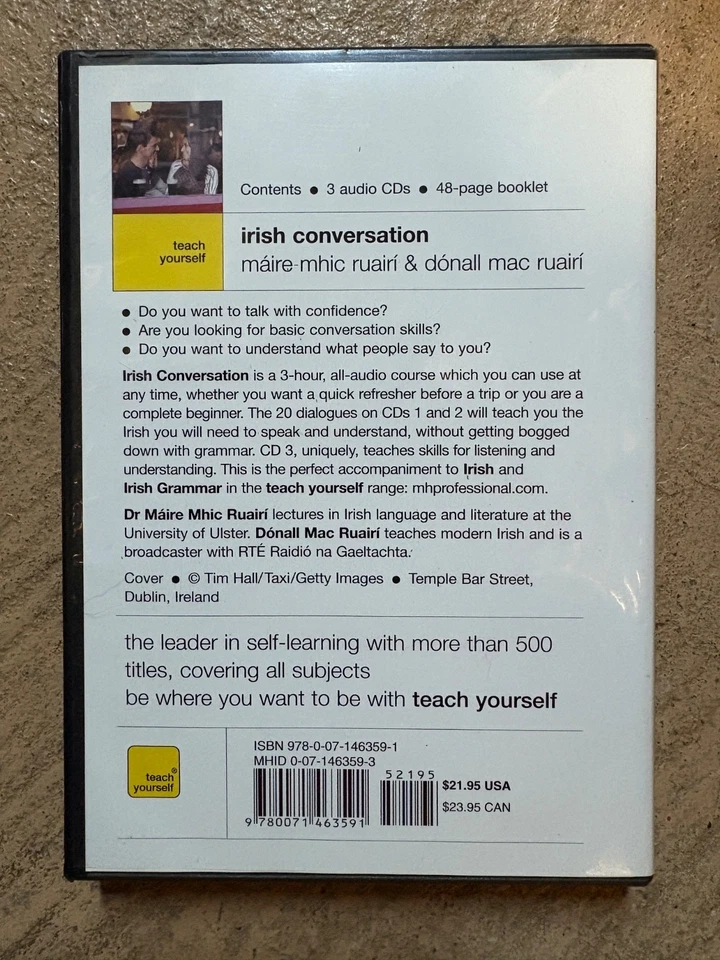 Contents ● 3 audio CDs ● 48-page booklet
teach
yourself
irish conversation
máire mhic ruairí & dónall mac ruairí
● Do you want to talk with confidence?
● Are you looking for basic conversation skills?
● Do you want to understand what people say to you?
Irish Conversation is a 3-hour, all-audio course which you can use at
any time, whether you want a quick refresher before a trip or you are a
complete beginner. The 20 dialogues on CDs 1 and 2 will teach you the
Irish you will need to speak and understand, without getting bogged
down with grammar. CD 3, uniquely, teaches skills for listening and
understanding. This is the perfect accompaniment to Irish and
Irish Grammar in the teach yourself range: mhprofessional.com.
Dr Máire Mhic Ruairí lectures in Irish language and literature at the
University of Ulster. Dónall Mac Ruairí teaches modern Irish and is a
broadcaster with RTÉ Raidió na Gaeltachta.
Cover ● © Tim Hall/Taxi/Getty Images ● Temple Bar Street,
Dublin, Ireland
the leader in self-learning with more than 500
titles, covering all subjects
be where you want to be with teach yourself
teach®
yourself
ISBN 978-0-07-146359-1
MHID 0-07-146359-3
52195
9 780071 463591
$21.95 USA
$23.95 CAN